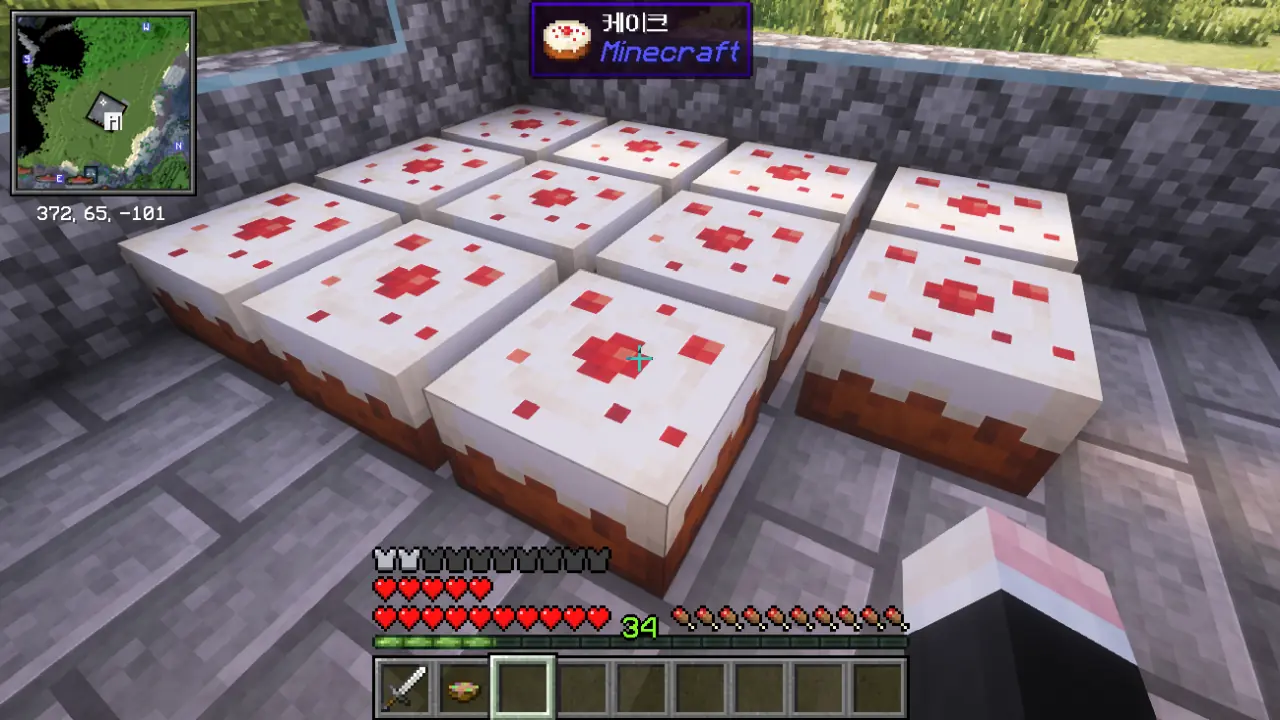 W
S
N
E
372, 65, -101
케이크
Minecraft
34